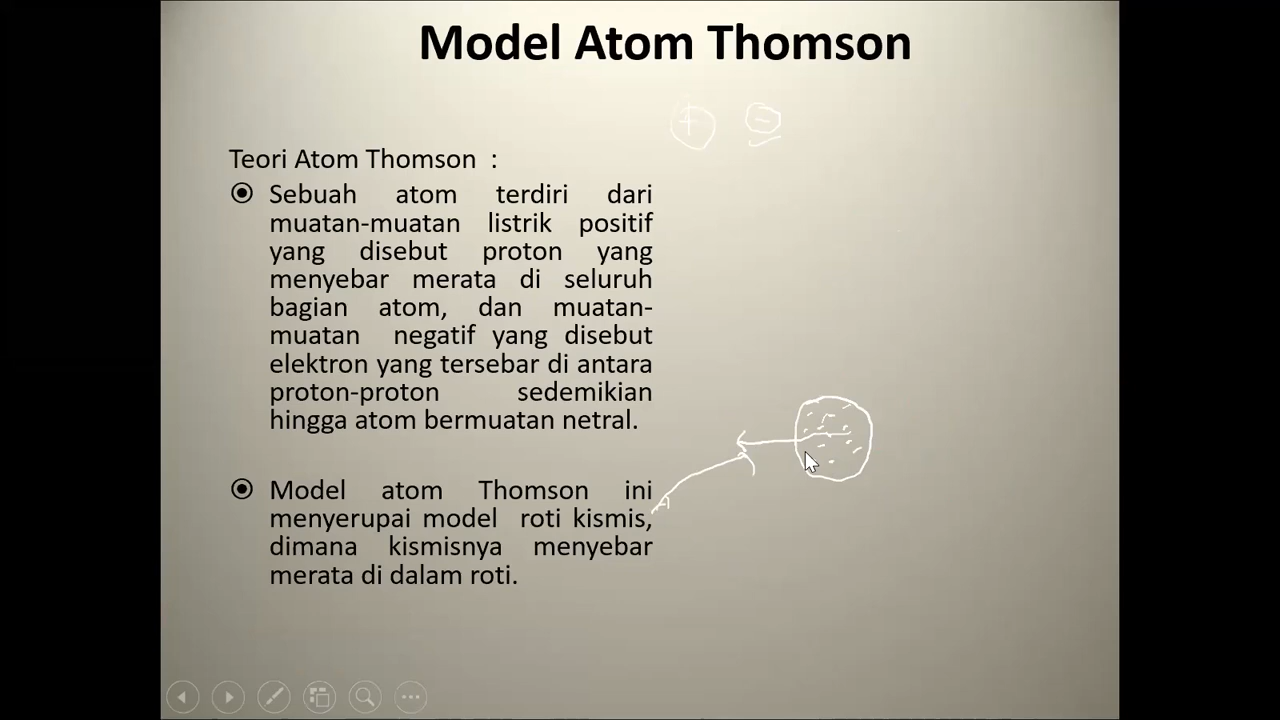 Model Atom Thomson
+ -
Teori Atom Thomson :
Sebuah atom terdiri dari
muatan-muatan listrik positif
yang disebut proton yang
menyebar merata di seluruh
bagian atom, dan muatan-
muatan negatif yang disebut
elektron yang tersebar di antara
proton-proton sedemikian
hingga atom bermuatan netral.
Model atom Thomson ini
menyerupai model roti kismis,
dimana kismisnya menyebar
merata di dalam roti.